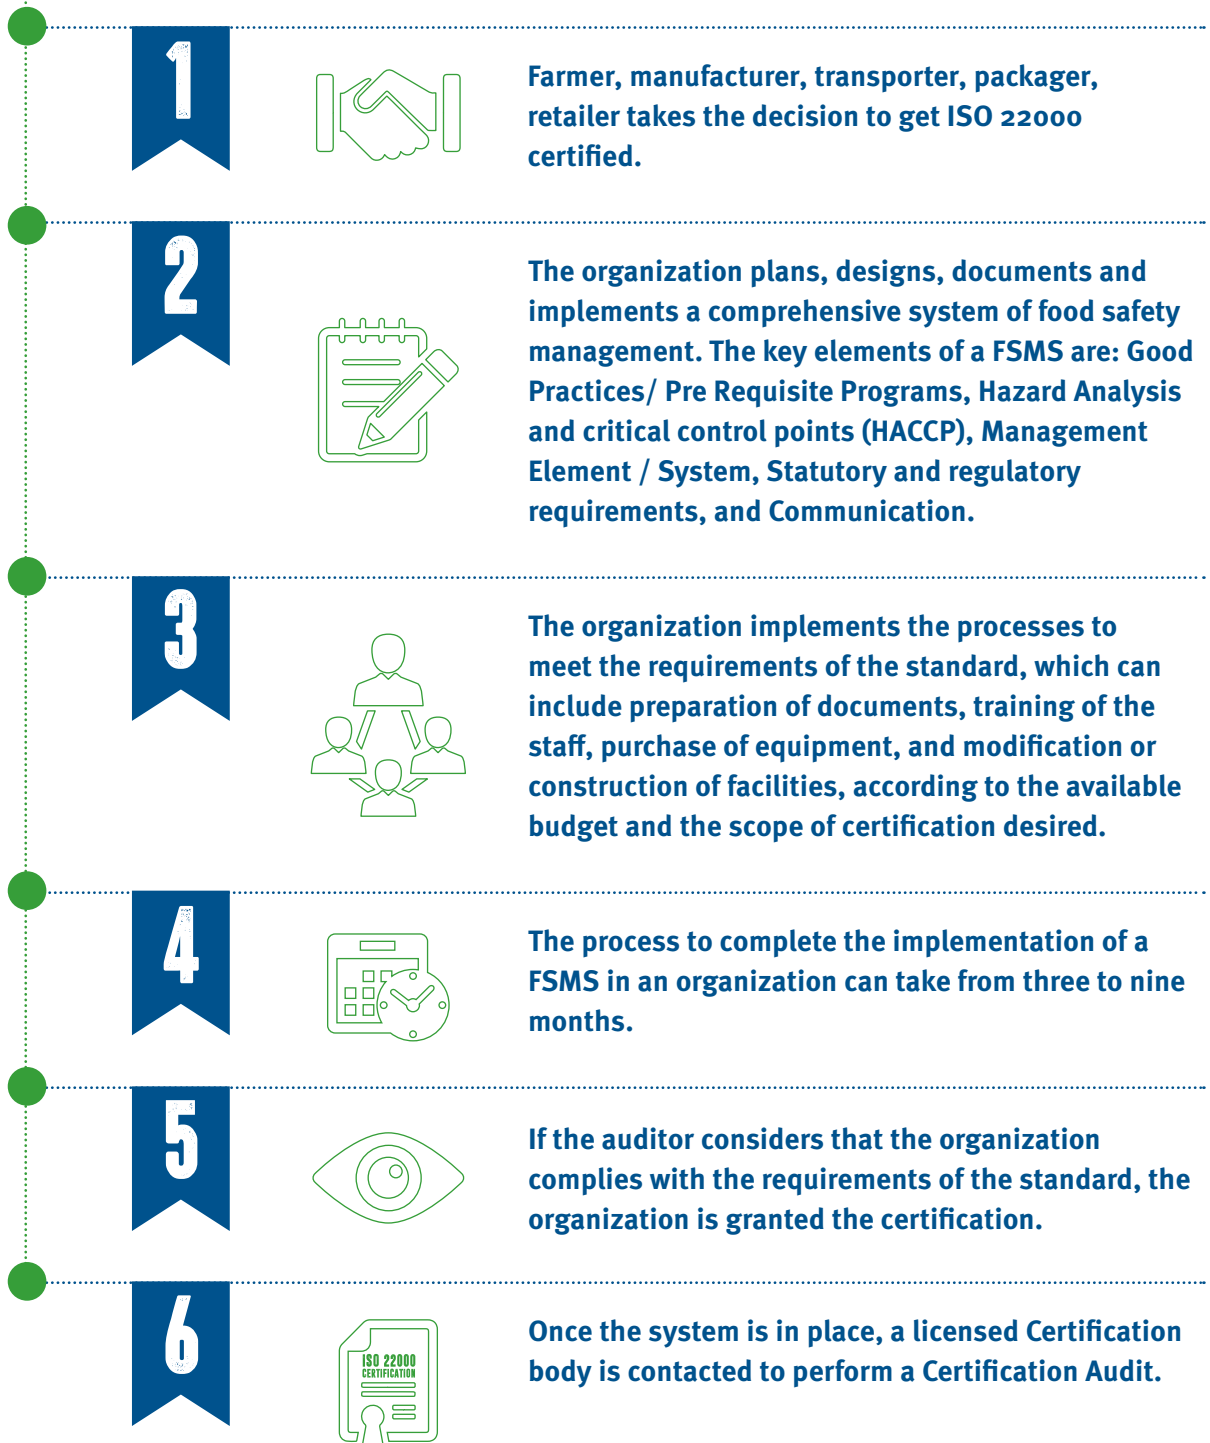 1
Farmer, manufacturer, transporter, packager,
retailer takes the decision to get ISO 22000
certified.
2
The organization plans, designs, documents and
implements a comprehensive system of food safety
management. The key elements of a FSMS are: Good
Practices/ Pre Requisite Programs, Hazard Analysis
and critical control points (HACCP), Management
Element / System, Statutory and regulatory
requirements, and Communication.
3
The organization implements the processes to
meet the requirements of the standard, which can
include preparation of documents, training of the
staff, purchase of equipment, and modification or
construction of facilities, according to the available
budget and the scope of certification desired.
4
The process to complete the implementation of a
FSMS in an organization can take from three to nine
months.
5
If the auditor considers that the organization
complies with the requirements of the standard, the
organization is granted the certification.
6
ISO 22000
CERTIFICATION
Once the system is in place, a licensed Certification
body is contacted to perform a Certification Audit.